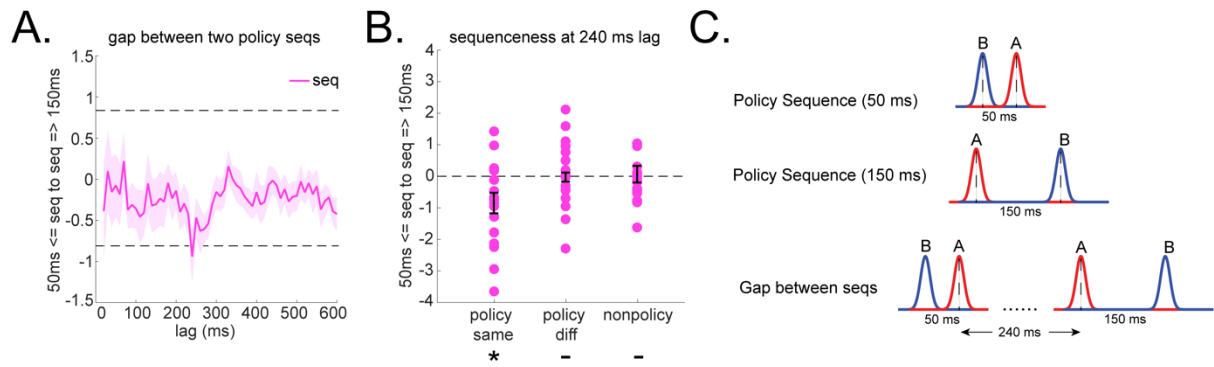 A.
gap between two policy seqs
50ms <= seq to seq => 150ms
1.5
1
0.5
0
-0.5
-1
-1.5
seq
0 100 200 300 400 500 600
lag (ms)
B.
sequenceness at 240 ms lag
50ms <= seq to seq => 150ms
4
3
2
1
0
-1
-2
-3
-4
policy same
policy diff
nonpolicy
* - -
C.
B A
Policy Sequence (50 ms)
50 ms
A B
Policy Sequence (150 ms)
150 ms
B A A B
Gap between seqs
50 ms ...... 150 ms
240 ms